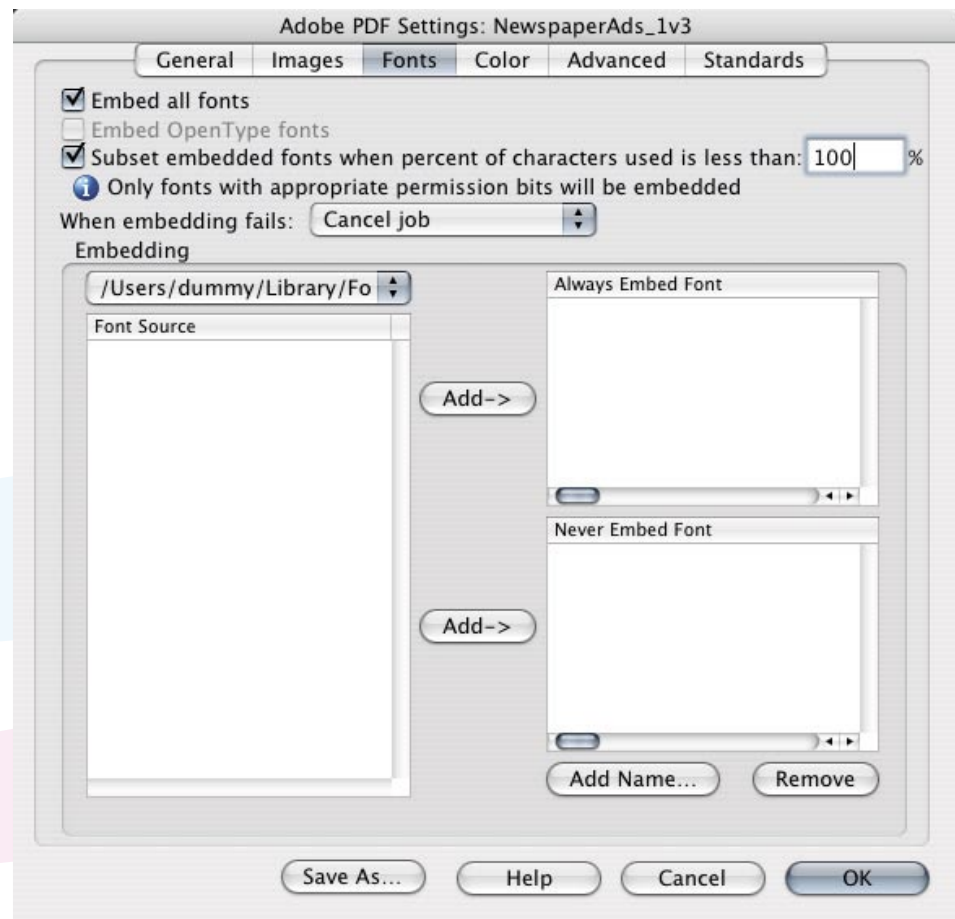 Adobe PDF Settings: NewspaperAds_1v3
General Images Fonts Color Advanced Standards
Embed all fonts
Embed OpenType fonts
Subset embedded fonts when percent of characters used is less than: 100 %
Only fonts with appropriate permission bits will be embedded
When embedding fails: Cancel job
Embedding
/Users/dummy/Library/Fo
Font Source
Always Embed Font
Add->
Never Embed Font
Add->
Add Name... Remove
Save As... Help Cancel OK